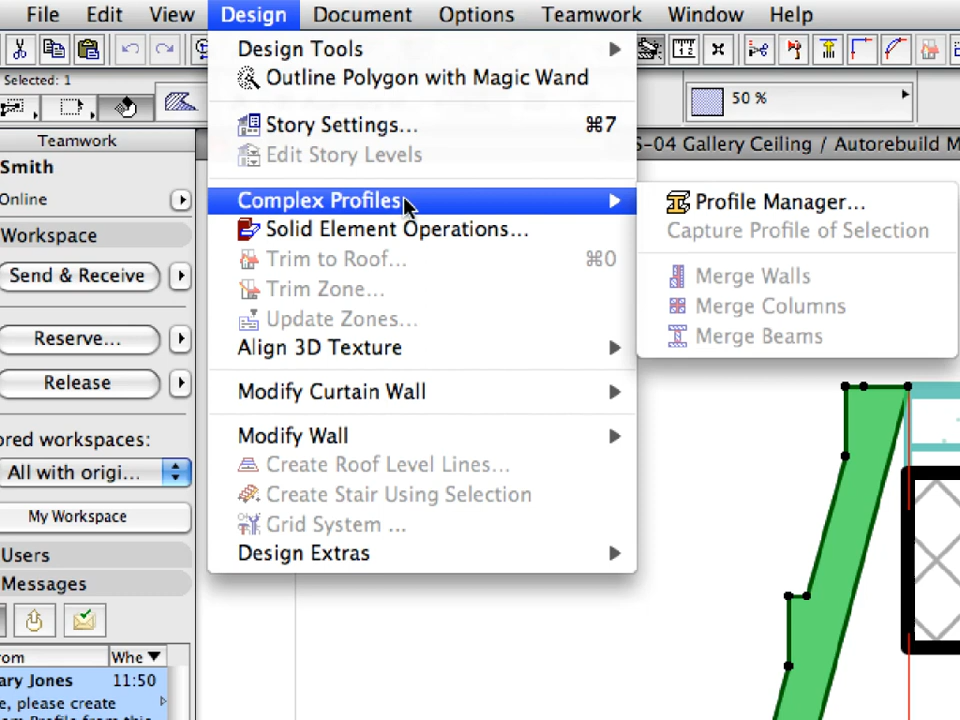 File Edit View Design Document Options Teamwork Window Help
Selected: 1
50 %
S-04 Gallery Ceiling / Autorebuild M
Design Tools
Outline Polygon with Magic Wand
Story Settings... ⌘7
Edit Story Levels
Complex Profiles
Solid Element Operations...
Trim to Roof... ⌘0
Trim Zone...
Update Zones...
Align 3D Texture
Modify Curtain Wall
Modify Wall
Create Roof Level Lines...
Create Stair Using Selection
Grid System ...
Design Extras
Profile Manager...
Capture Profile of Selection
Merge Walls
Merge Columns
Merge Beams
Teamwork
Smith
Online
Workspace
Send & Receive
Reserve...
Release
ored workspaces:
All with origi...
My Workspace
Users
Messages
om Whe
ary Jones 11:50
e, please create
om Profile from this